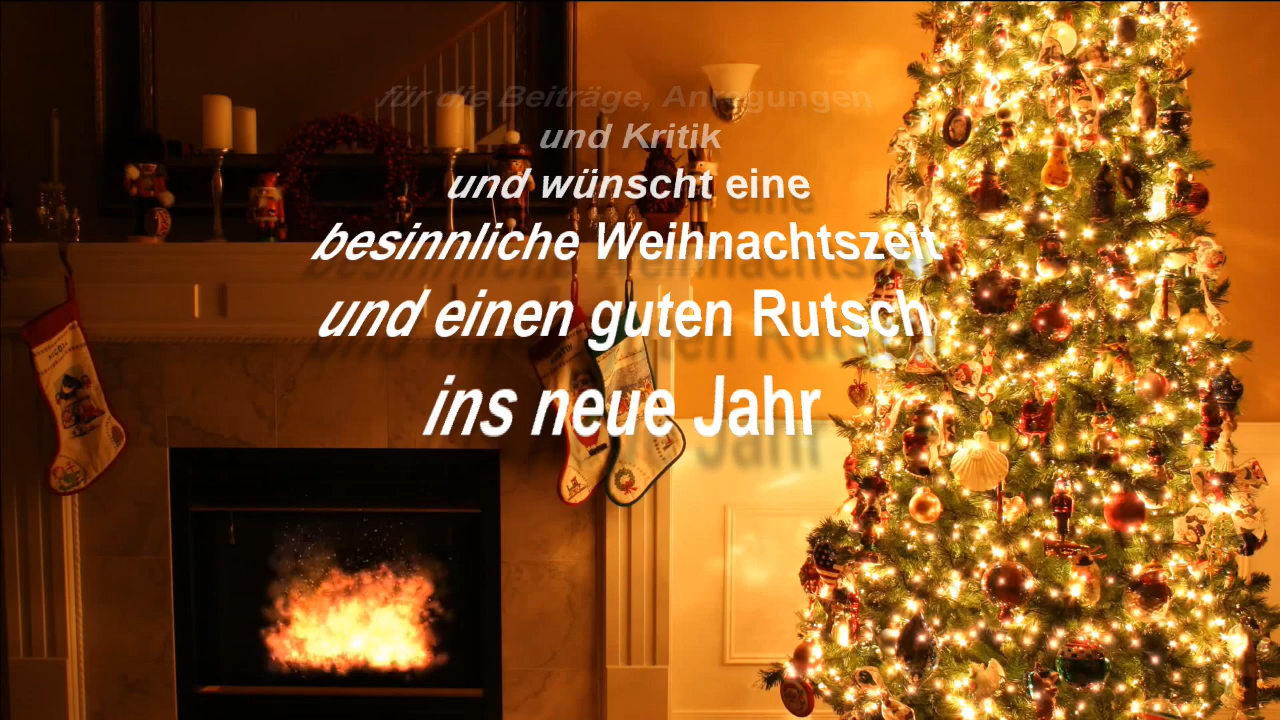 für die Beiträge, Anregungen
und Kritik
und wünscht eine
besinnliche Weihnachtszeit
und einen guten Rutsch
ins neue Jahr